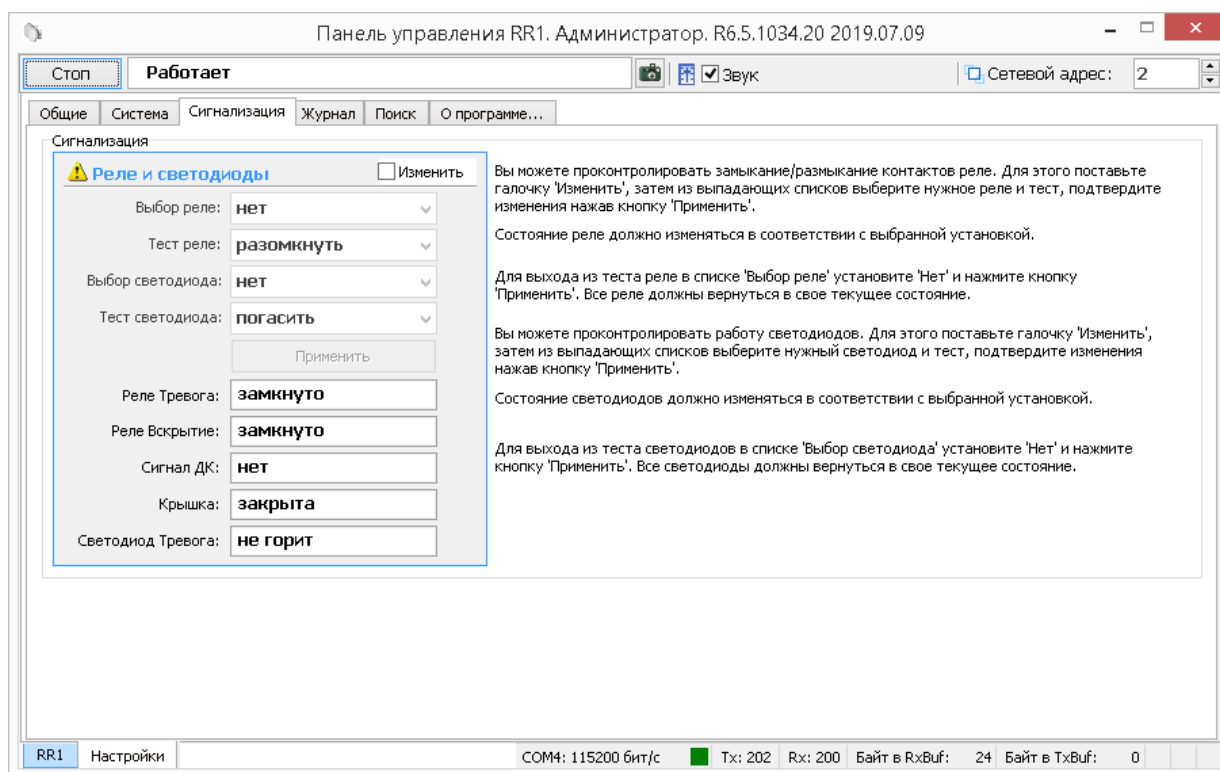 Панель управления RR1. Администратор. R6.5.1034.20 2019.07.09
Стоп Работает Звук Сетевой адрес: 2
Общие Система Сигнализация Журнал Поиск О программе...
Сигнализация
Реле и светодиоды Изменить
Выбор реле: нет
Тест реле: разомкнуть
Выбор светодиода: нет
Тест светодиода: погасить
Применить
Реле Тревога: замкнуто
Реле Вскрытие: замкнуто
Сигнал ДК: нет
Крышка: закрыта
Светодиод Тревога: не горит
Вы можете проконтролировать замыкание/размыкание контактов реле. Для этого поставьте
галочку 'Изменить', затем из выпадающих списков выберите нужное реле и тест, подтвердите
изменения нажав кнопку 'Применить'.
Состояние реле должно изменяться в соответствии с выбранной установкой.
Для выхода из теста реле в списке 'Выбор реле' установите 'Нет' и нажмите кнопку
'Применить'. Все реле должны вернуться в свое текущее состояние.
Вы можете проконтролировать работу светодиодов. Для этого поставьте галочку 'Изменить',
затем из выпадающих списков выберите нужный светодиод и тест, подтвердите изменения
нажав кнопку 'Применить'.
Состояние светодиодов должно изменяться в соответствии с выбранной установкой.
Для выхода из теста светодиодов в списке 'Выбор светодиода' установите 'Нет' и нажмите
кнопку 'Применить'. Все светодиоды должны вернуться в свое текущее состояние.
RR1 Настройки COM4: 115200 бит/с Tx: 202 Rx: 200 Байт в RxBuf: 24 Байт в TxBuf: 0